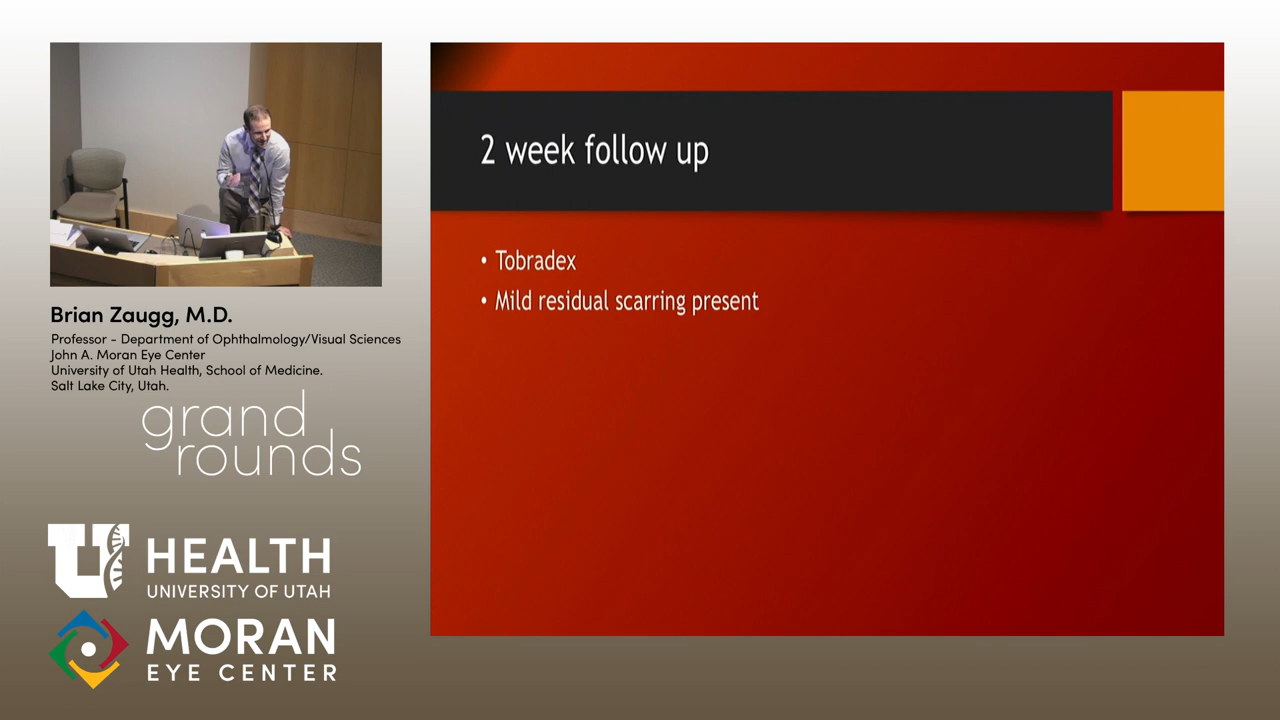 2 week follow up
• Tobradex
• Mild residual scarring present
Brian Zaugg, M.D.
Professor - Department of Ophthalmology/Visual Sciences
John A. Moran Eye Center
University of Utah Health, School of Medicine.
Salt Lake City, Utah.
grand
rounds
U HEALTH
UNIVERSITY OF UTAH
MORAN
EYE CENTER